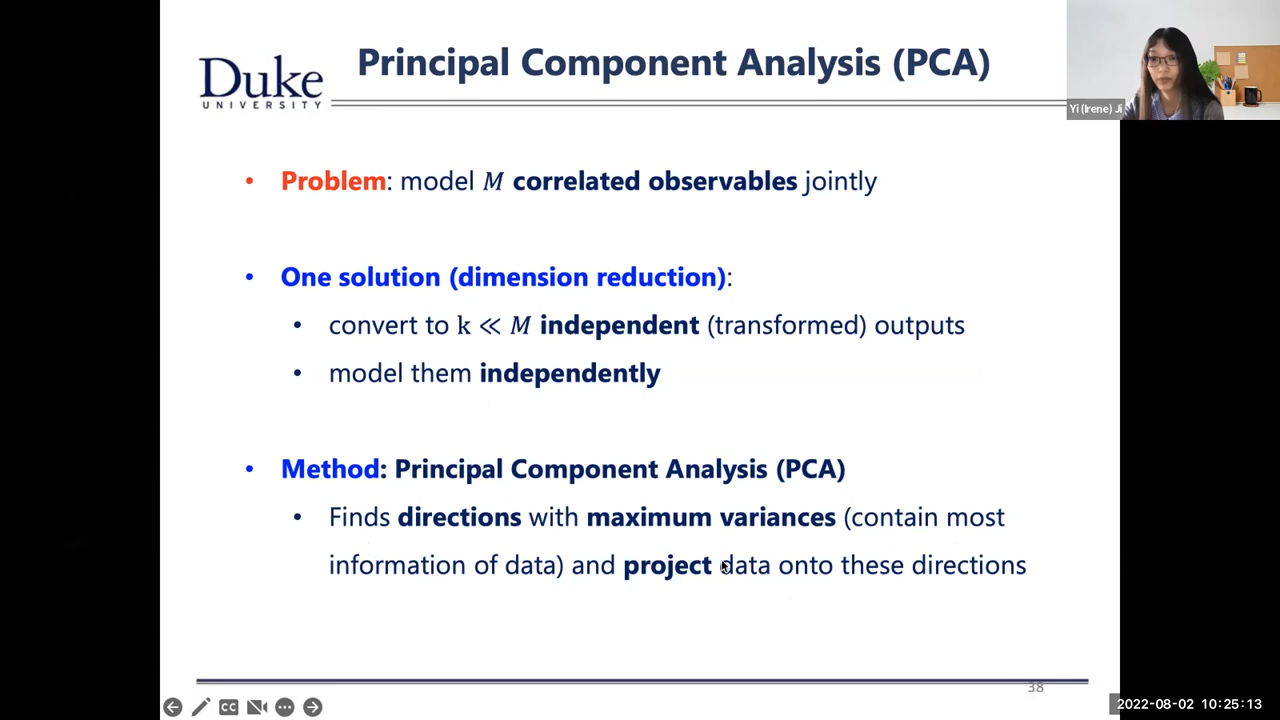 Principal Component Analysis (PCA)
Duke
UNIVERSITY
Yi (Irene) Ji
• Problem: model M correlated observables jointly
• One solution (dimension reduction):
• convert to k ≪ M independent (transformed) outputs
• model them independently
• Method: Principal Component Analysis (PCA)
• Finds directions with maximum variances (contain most
information of data) and project data onto these directions
38
CC
2022-08-02 10:25:13